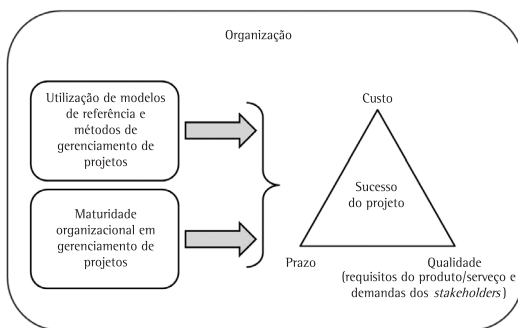 Organização
Utilização de modelos
de referência e
métodos de
gerenciamento de
projetos
Maturidade
organizacional em
gerenciamento de
projetos
Custo
Sucesso
do projeto
Prazo
Qualidade
(requisitos do produto/serveço e
demandas dos stakeholders)